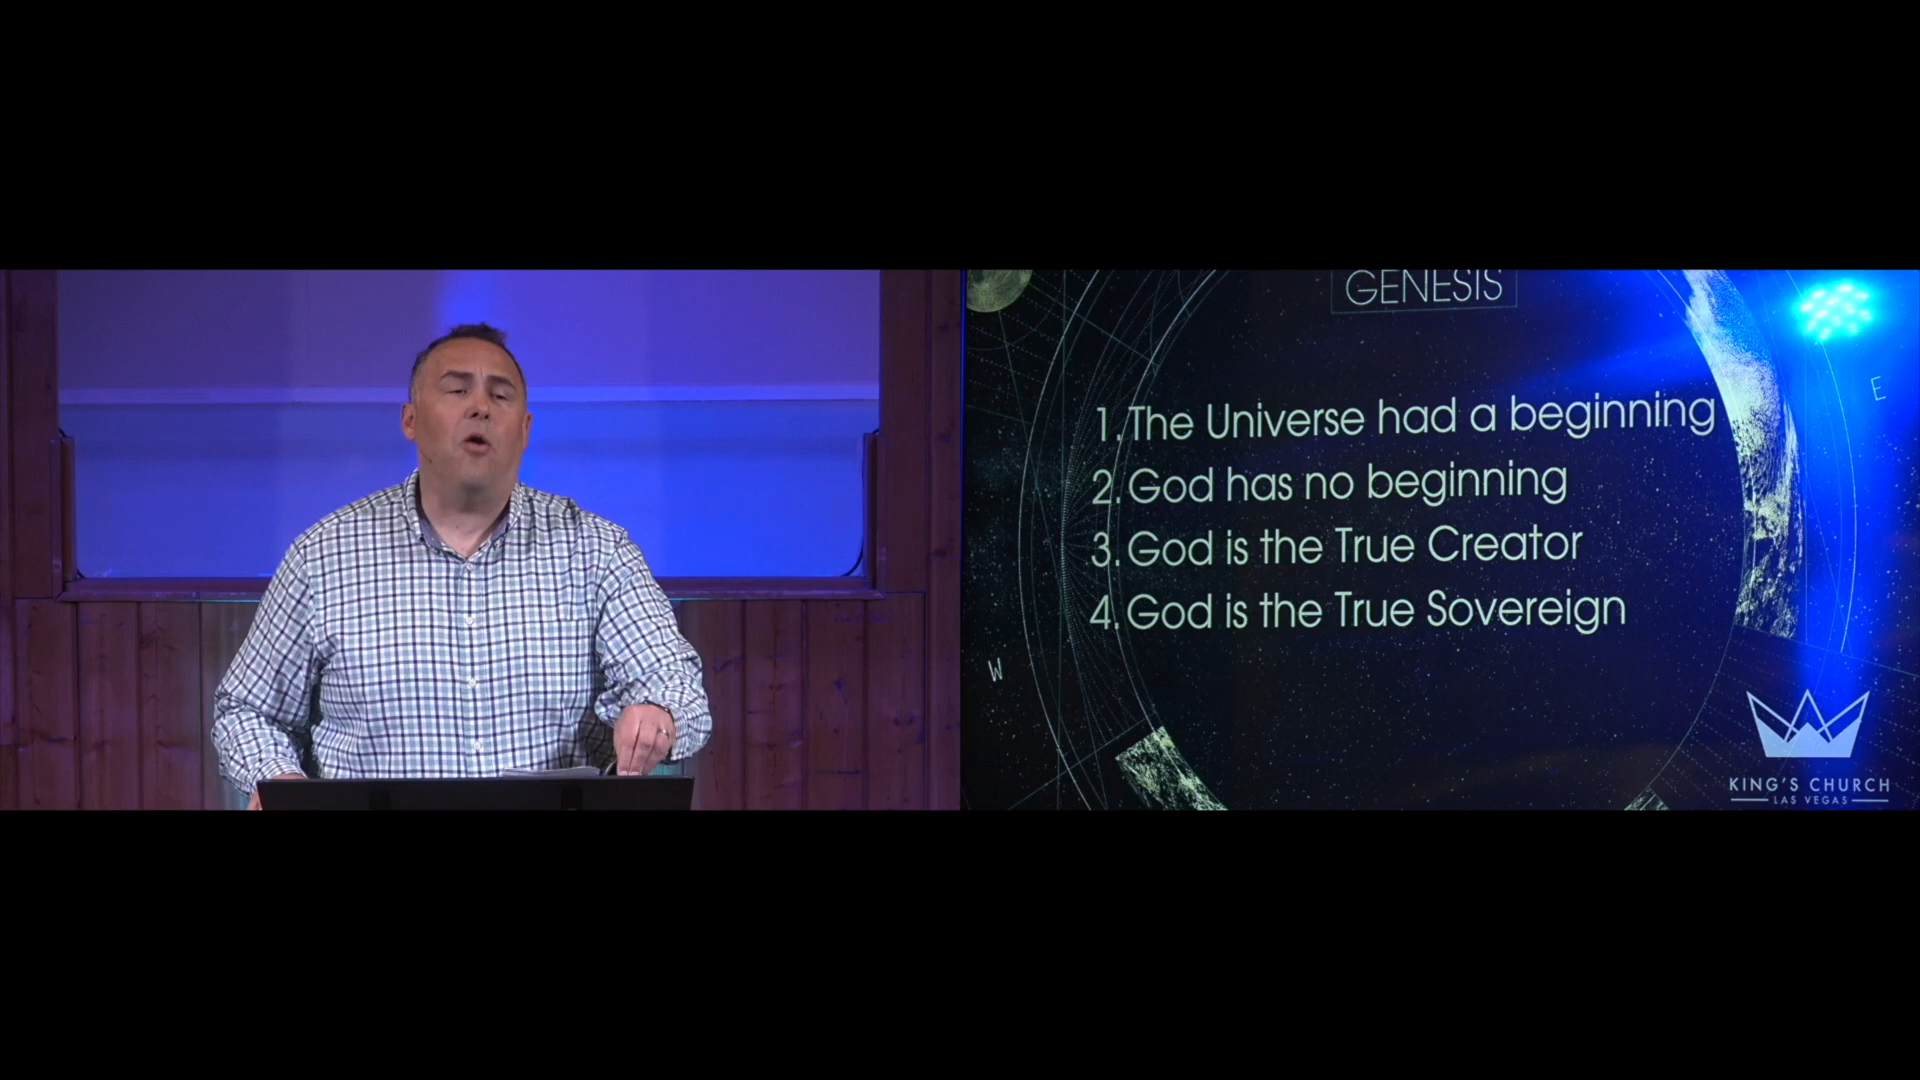 GENESIS
1. The Universe had a beginning
2. God has no beginning
3. God is the True Creator
4. God is the True Sovereign
E
W
KING'S CHURCH
LAS VEGAS